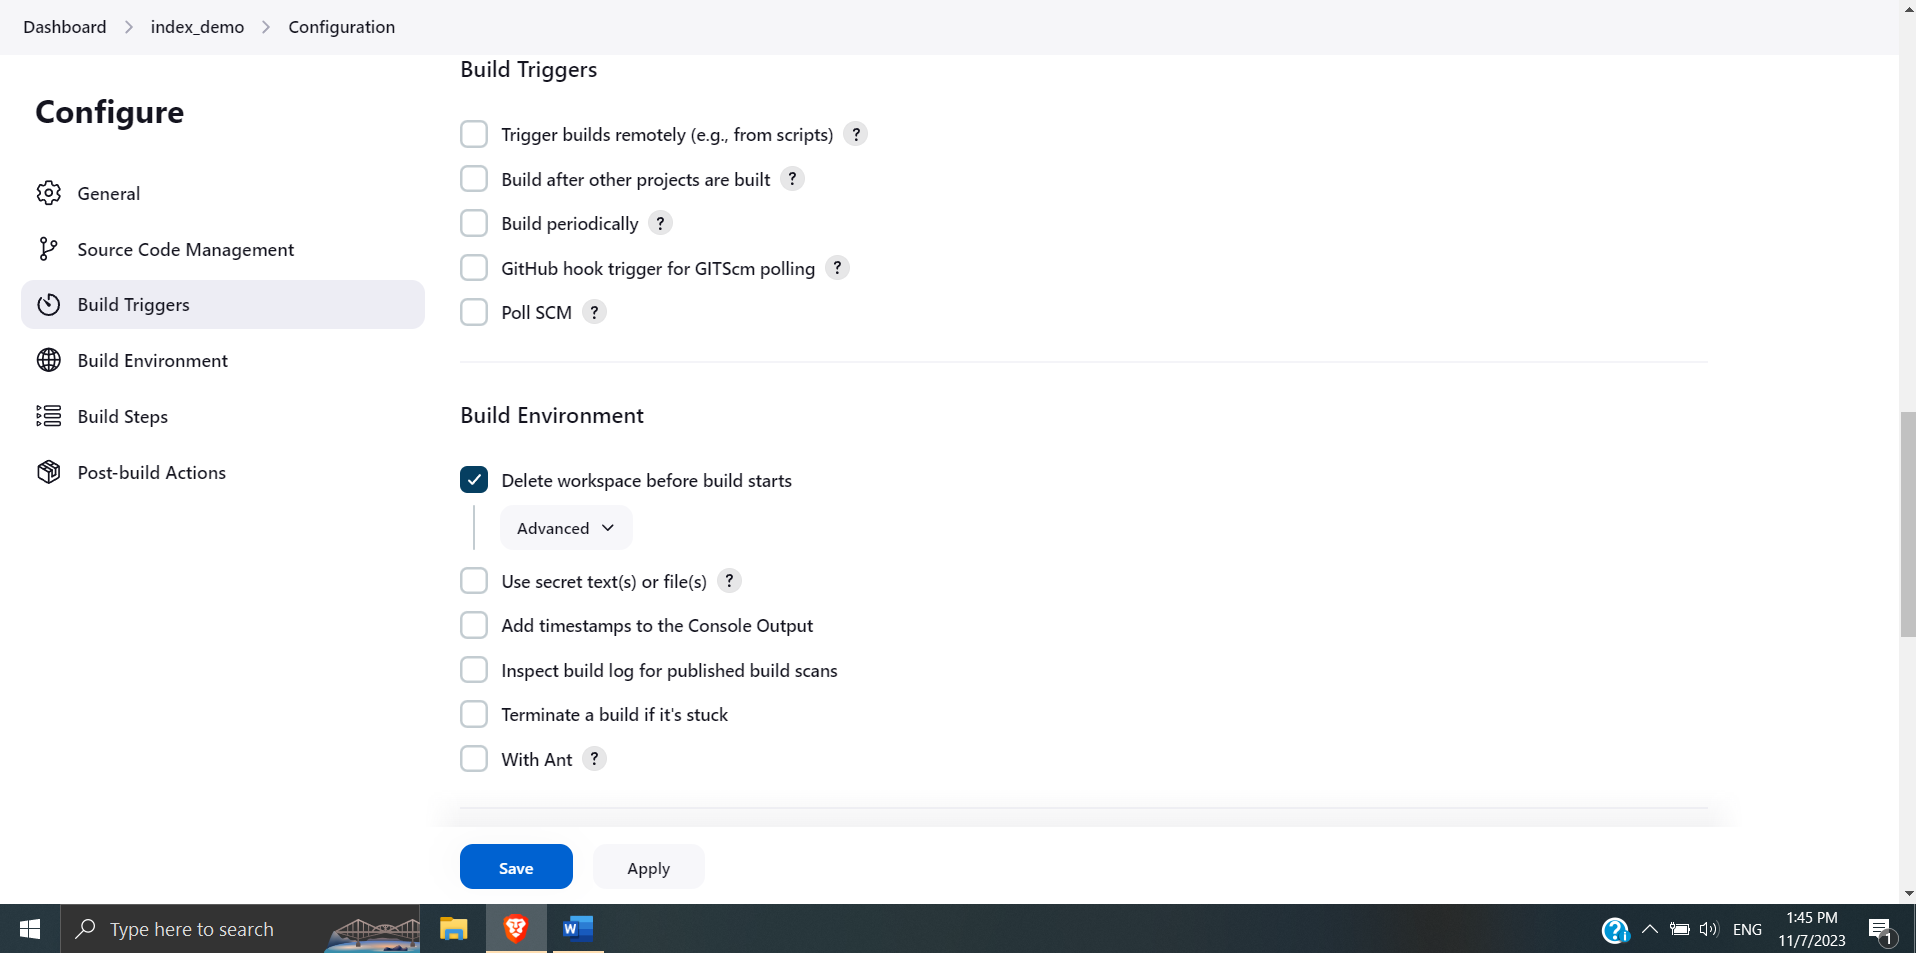 Dashboard > index_demo > Configuration
Configure
General
Source Code Management
Build Triggers
Build Environment
Build Steps
Post-build Actions
Build Triggers
Trigger builds remotely (e.g., from scripts) ?
Build after other projects are built ?
Build periodically ?
GitHub hook trigger for GITScm polling ?
Poll SCM ?
Build Environment
Delete workspace before build starts
Advanced
Use secret text(s) or file(s) ?
Add timestamps to the Console Output
Inspect build log for published build scans
Terminate a build if it's stuck
With Ant ?
Save Apply
Type here to search
W
ENG
1:45 PM
11/7/2023
1